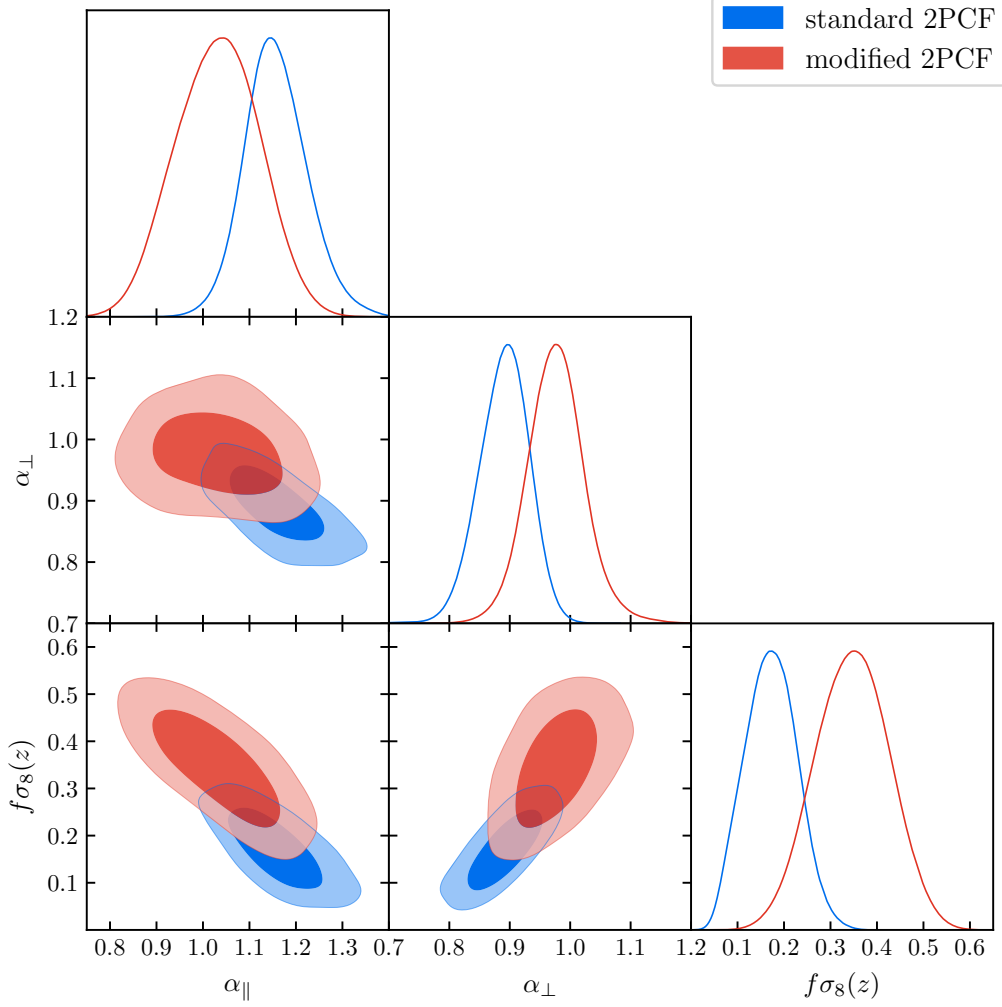 standard 2PCF
modified 2PCF
1.2
1.1
1.0
0.9
0.8
0.7
α⊥
0.6
0.5
0.4
0.3
0.2
0.1
fσ₈(z)
0.8 0.9 1.0 1.1 1.2 1.3 0.7 0.8 0.9 1.0 1.1 1.2 0.1 0.2 0.3 0.4 0.5 0.6
α∥ α⊥ fσ₈(z)